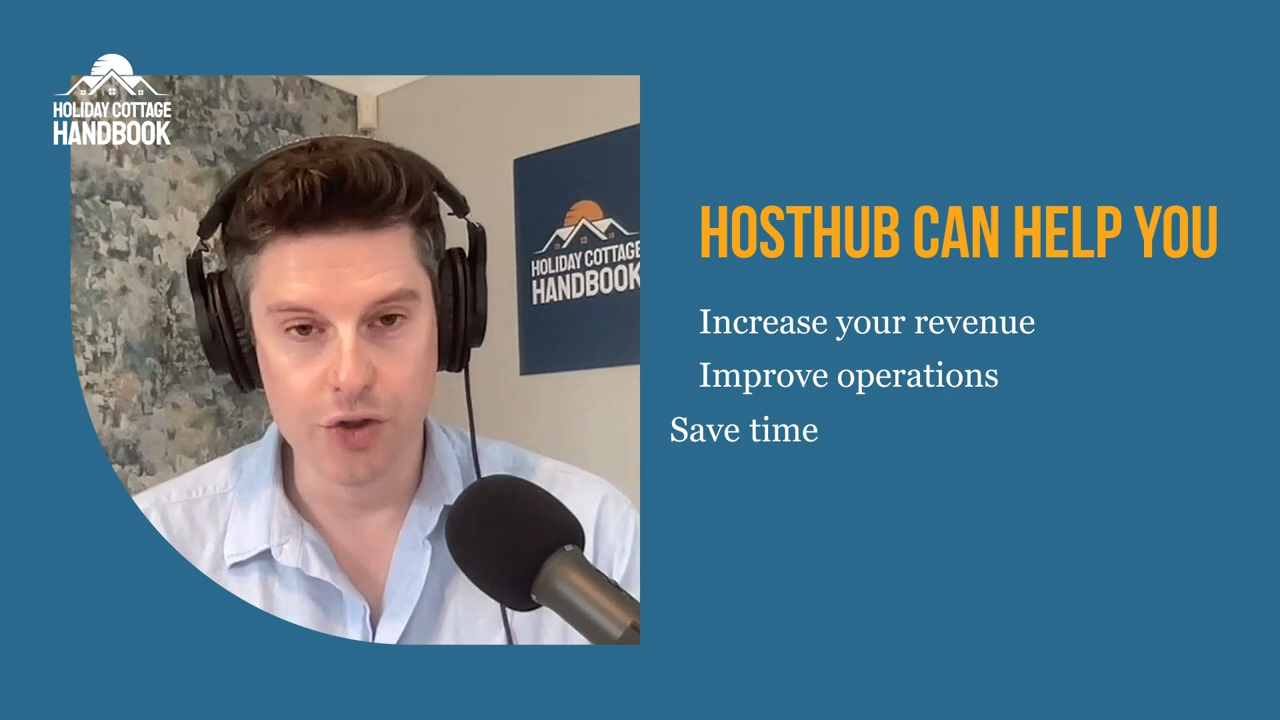 HOLIDAY COTTAGE
HANDBOOK
HOLIDAY COTTAGE
HANDBOOK
HOSTHUB CAN HELP YOU
Increase your revenue
Improve operations
Save time